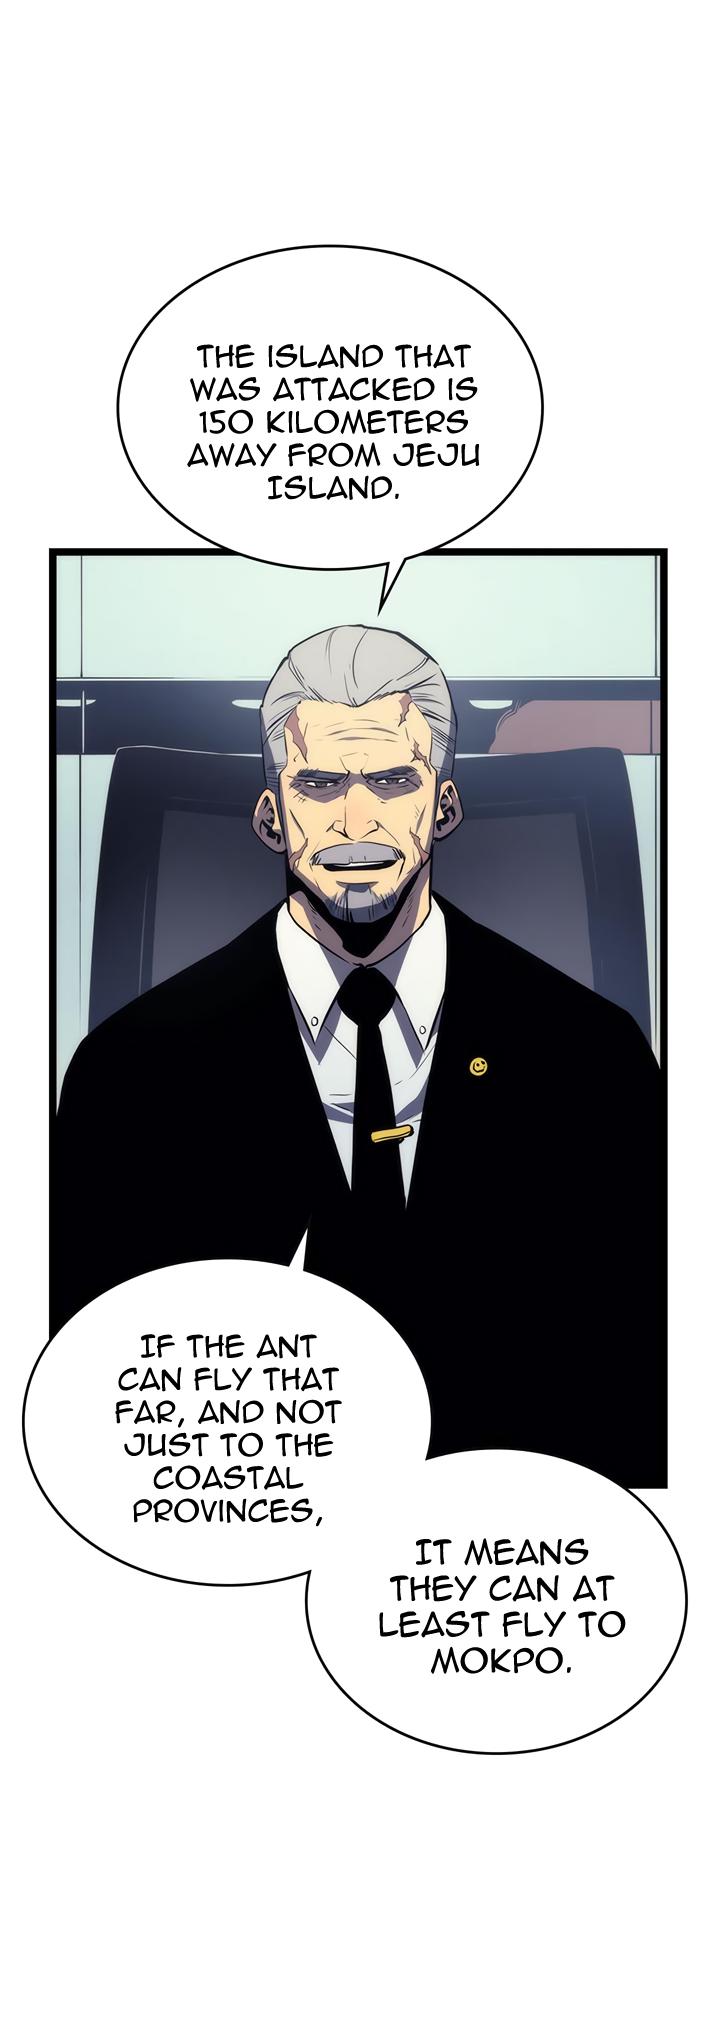 THE ISLAND THAT
WAS ATTACKED IS
150 KILOMETERS
AWAY FROM JEJU
ISLAND.
IF THE ANT
CAN FLY THAT
FAR, AND NOT
JUST TO THE
COASTAL
PROVINCES,
IT MEANS
THEY CAN AT
LEAST FLY TO
MOKPO.